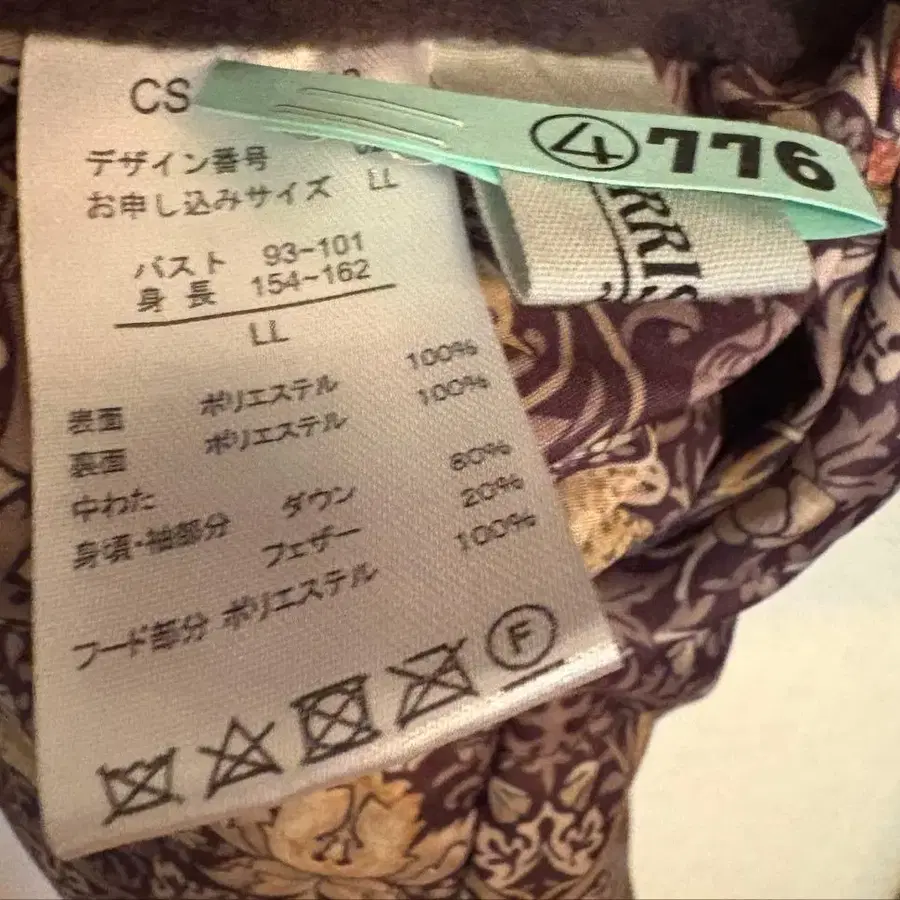 CS
④776
デザイン番号
お申し込みサイズ LL
バスト 93-101
身長 154-162
LL
表面 ポリエステル 100%
裏面 ポリエステル 100%
中わた
身頃・袖部分 ダウン 80%
フェザー 20%
フード部分 ポリエステル 100%
F
RRIS